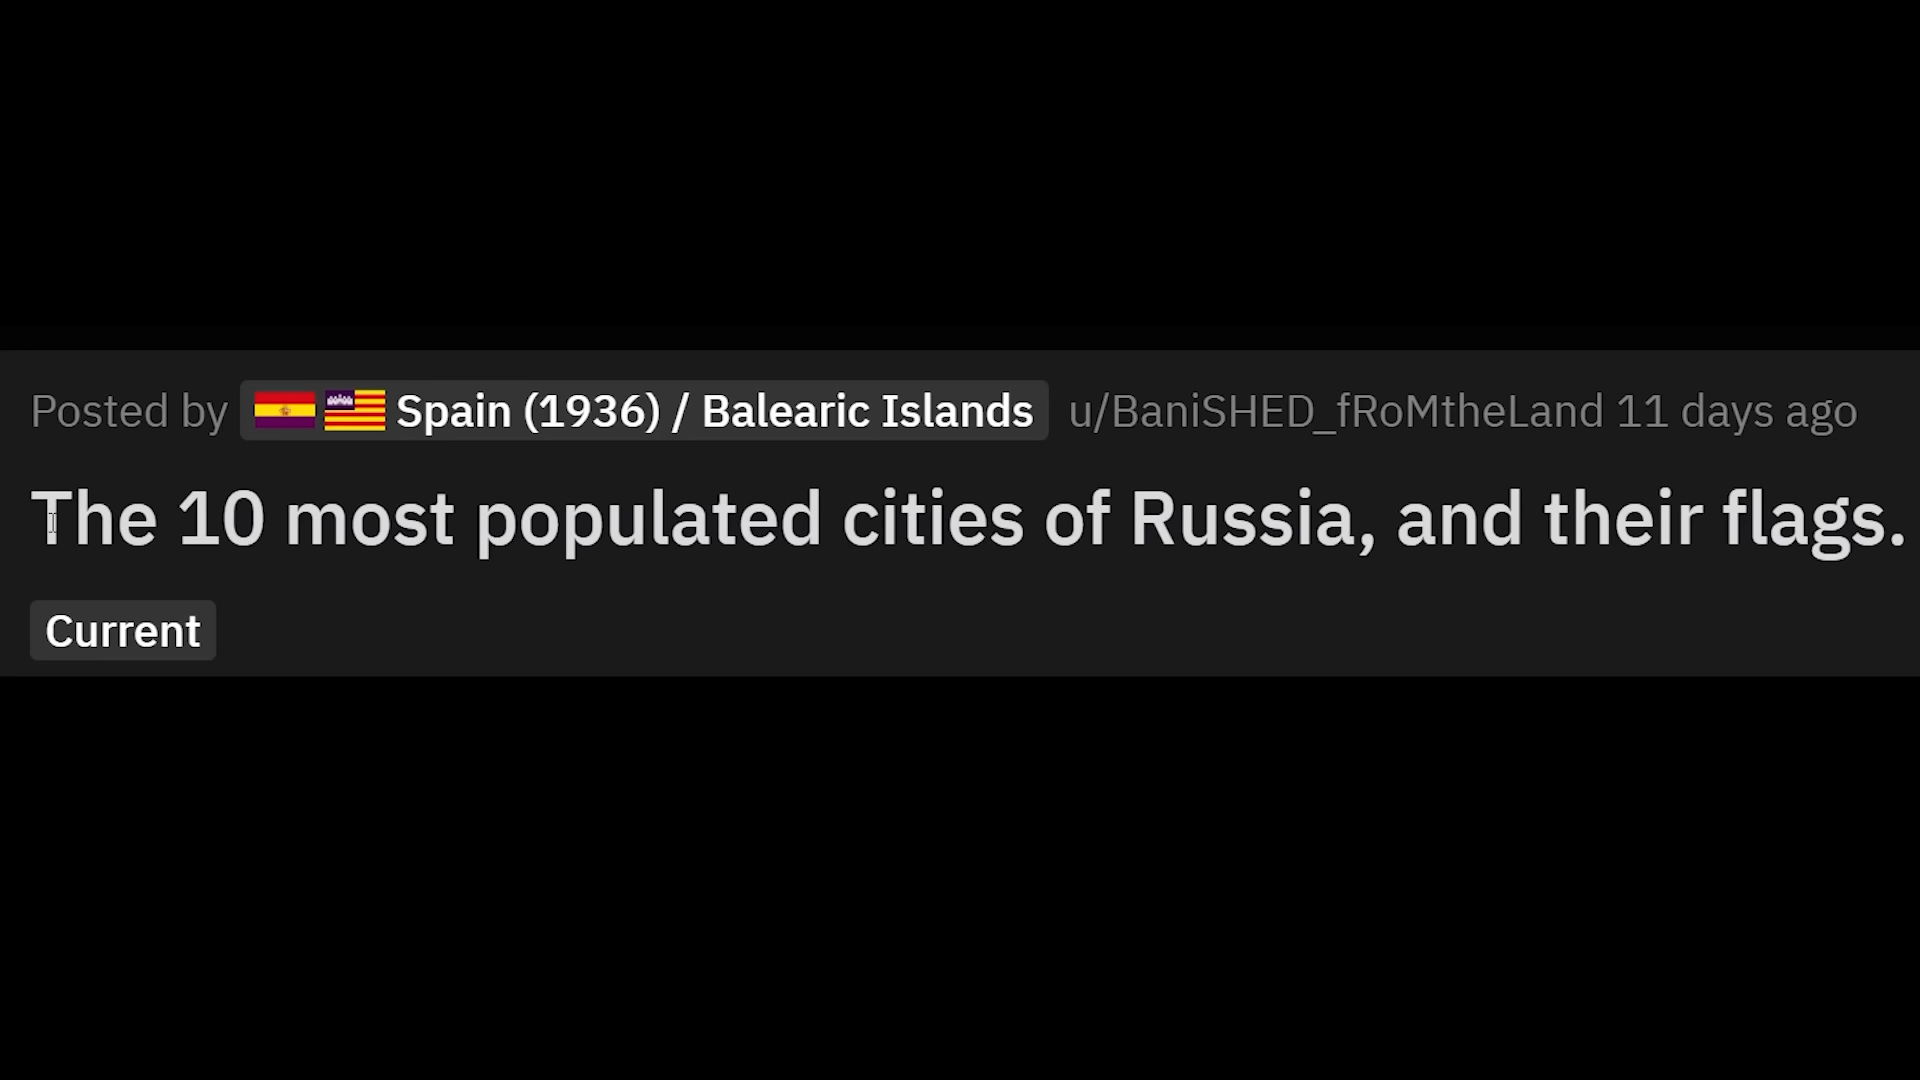 Posted by Spain (1936) / Balearic Islands u/BaniSHED_fRoMtheLand 11 days ago
The 10 most populated cities of Russia, and their flags.
Current